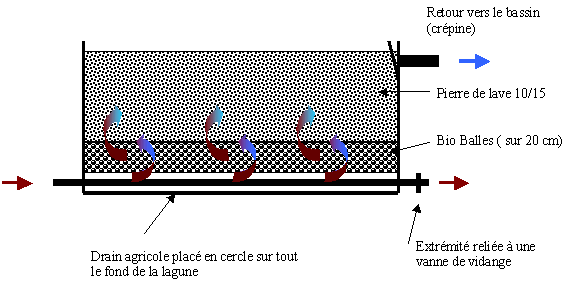 Retour vers le bassin
(crépine)
Pierre de lave 10/15
Bio Balles ( sur 20 cm)
Drain agricole placé en cercle sur tout
le fond de la lagune
Extrémité reliée à une
vanne de vidange